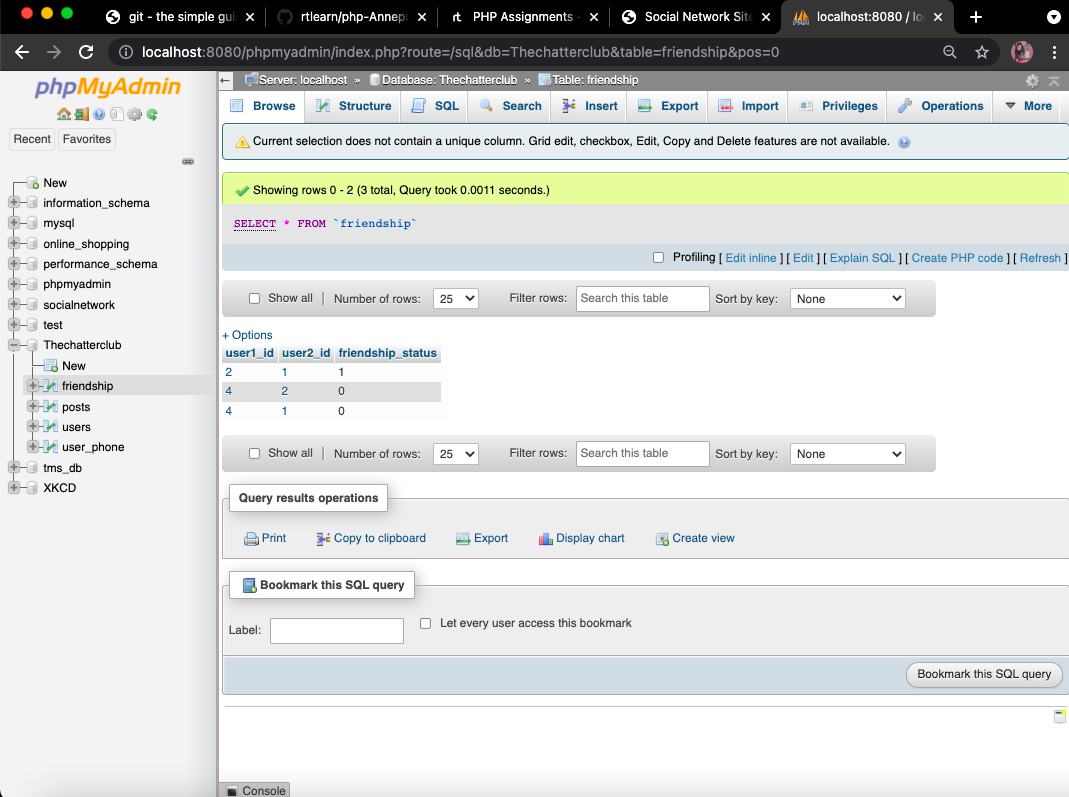 git - the simple gui
rtlearn/php-Annepu
rt PHP Assignments -
Social Network Site
localhost:8080 / lo
localhost:8080/phpmyadmin/index.php?route=/sql&db=Thechatterclub&table=friendship&pos=0
phpMyAdmin
Recent Favorites
New
information_schema
mysql
online_shopping
performance_schema
phpmyadmin
socialnetwork
test
Thechatterclub
New
friendship
posts
users
user_phone
tms_db
XKCD
Server: localhost » Database: Thechatterclub » Table: friendship
Browse Structure SQL Search Insert Export Import Privileges Operations More
Current selection does not contain a unique column. Grid edit, checkbox, Edit, Copy and Delete features are not available.
Showing rows 0 - 2 (3 total, Query took 0.0011 seconds.)
SELECT * FROM `friendship`
Profiling [ Edit inline ] [ Edit ] [ Explain SQL ] [ Create PHP code ] [ Refresh ]
Show all | Number of rows: 25 Filter rows: Search this table Sort by key: None
+ Options
user1_id user2_id friendship_status
2 1 1
4 2 0
4 1 0
Show all | Number of rows: 25 Filter rows: Search this table Sort by key: None
Query results operations
Print Copy to clipboard Export Display chart Create view
Bookmark this SQL query
Label: Let every user access this bookmark
Bookmark this SQL query
Console